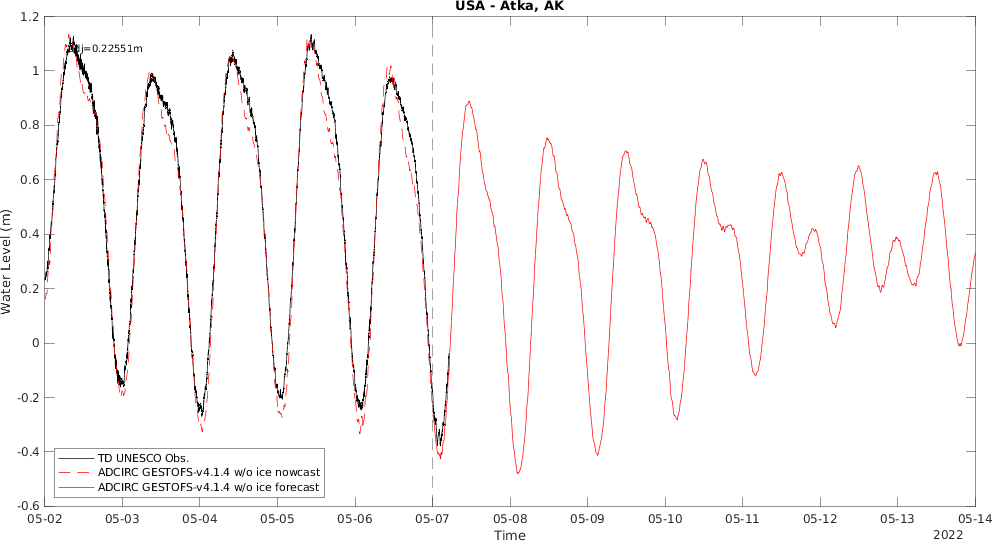 USA - Atka, AK
1.2
1
0.8
0.6
0.4
0.2
0
-0.2
-0.4
-0.6
Water Level (m)
=0.22551m
TD UNESCO Obs.
ADCIRC GESTOFS-v4.1.4 w/o ice nowcast
ADCIRC GESTOFS-v4.1.4 w/o ice forecast
05-02 05-03 05-04 05-05 05-06 05-07 05-08 05-09 05-10 05-11 05-12 05-13 05-14
Time
2022